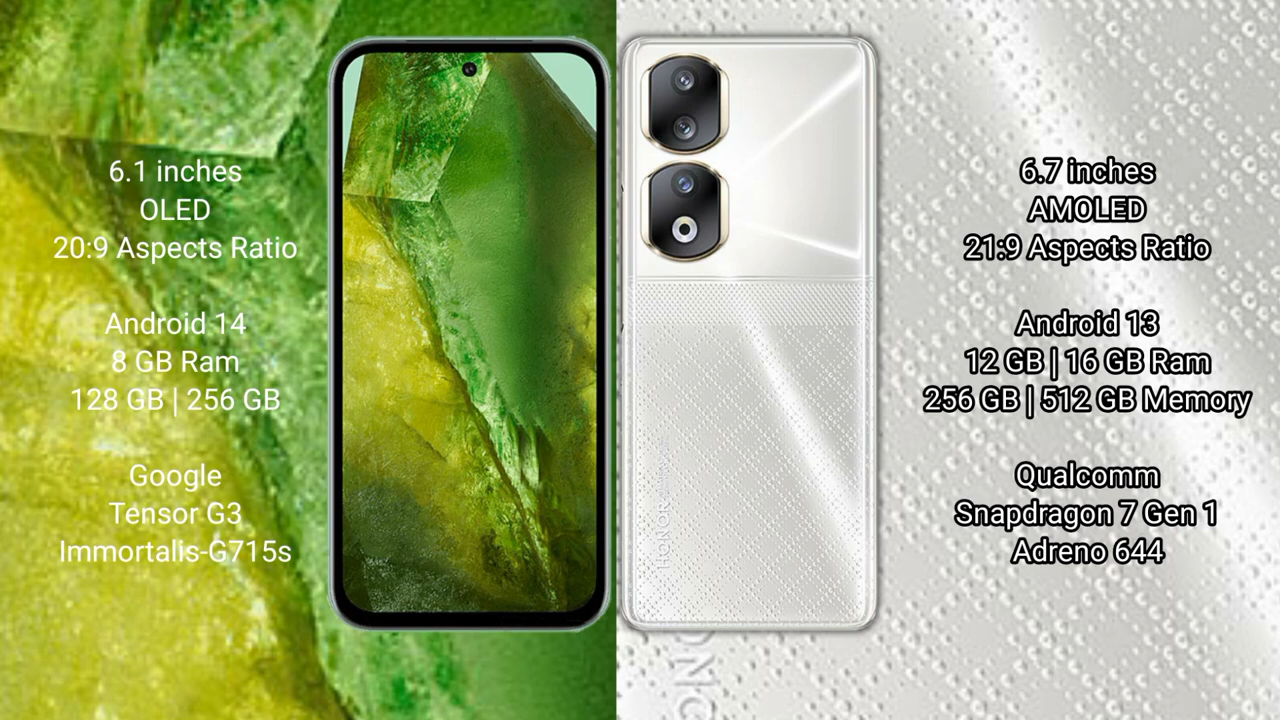 6.1 inches
OLED
20:9 Aspects Ratio
Android 14
8 GB Ram
128 GB | 256 GB
Google
Tensor G3
Immortalis-G715s
6.7 inches
AMOLED
21:9 Aspects Ratio
Android 13
12 GB | 16 GB Ram
256 GB | 512 GB Memory
Qualcomm
Snapdragon 7 Gen 1
Adreno 644
HONOR